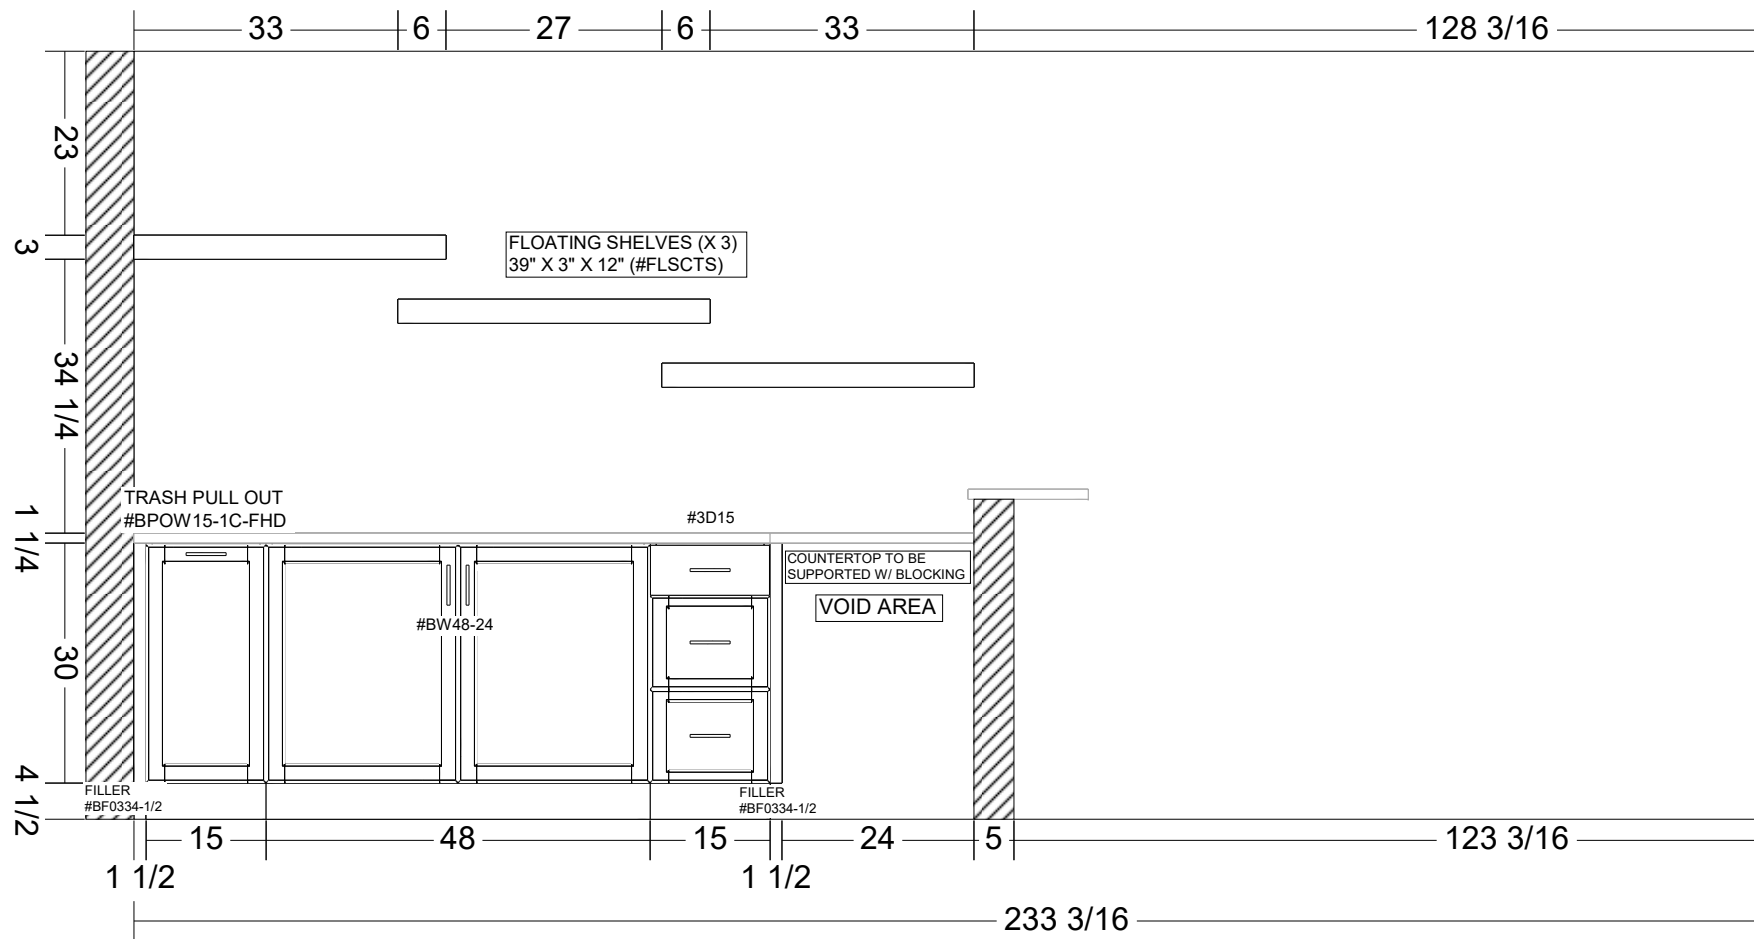 33 6 27 6 33 128 3/16
23
3
34 1/4
1 1/4
30
4 1/2
FLOATING SHELVES (X 3)
39" X 3" X 12" (#FLSCTS)
TRASH PULL OUT
#BPOW15-1C-FHD
#3D15
COUNTERTOP TO BE
SUPPORTED W/ BLOCKING
VOID AREA
#BW48-24
FILLER
#BF0334-1/2
FILLER
#BF0334-1/2
15 48 15 24 5 123 3/16
1 1/2 1 1/2
233 3/16